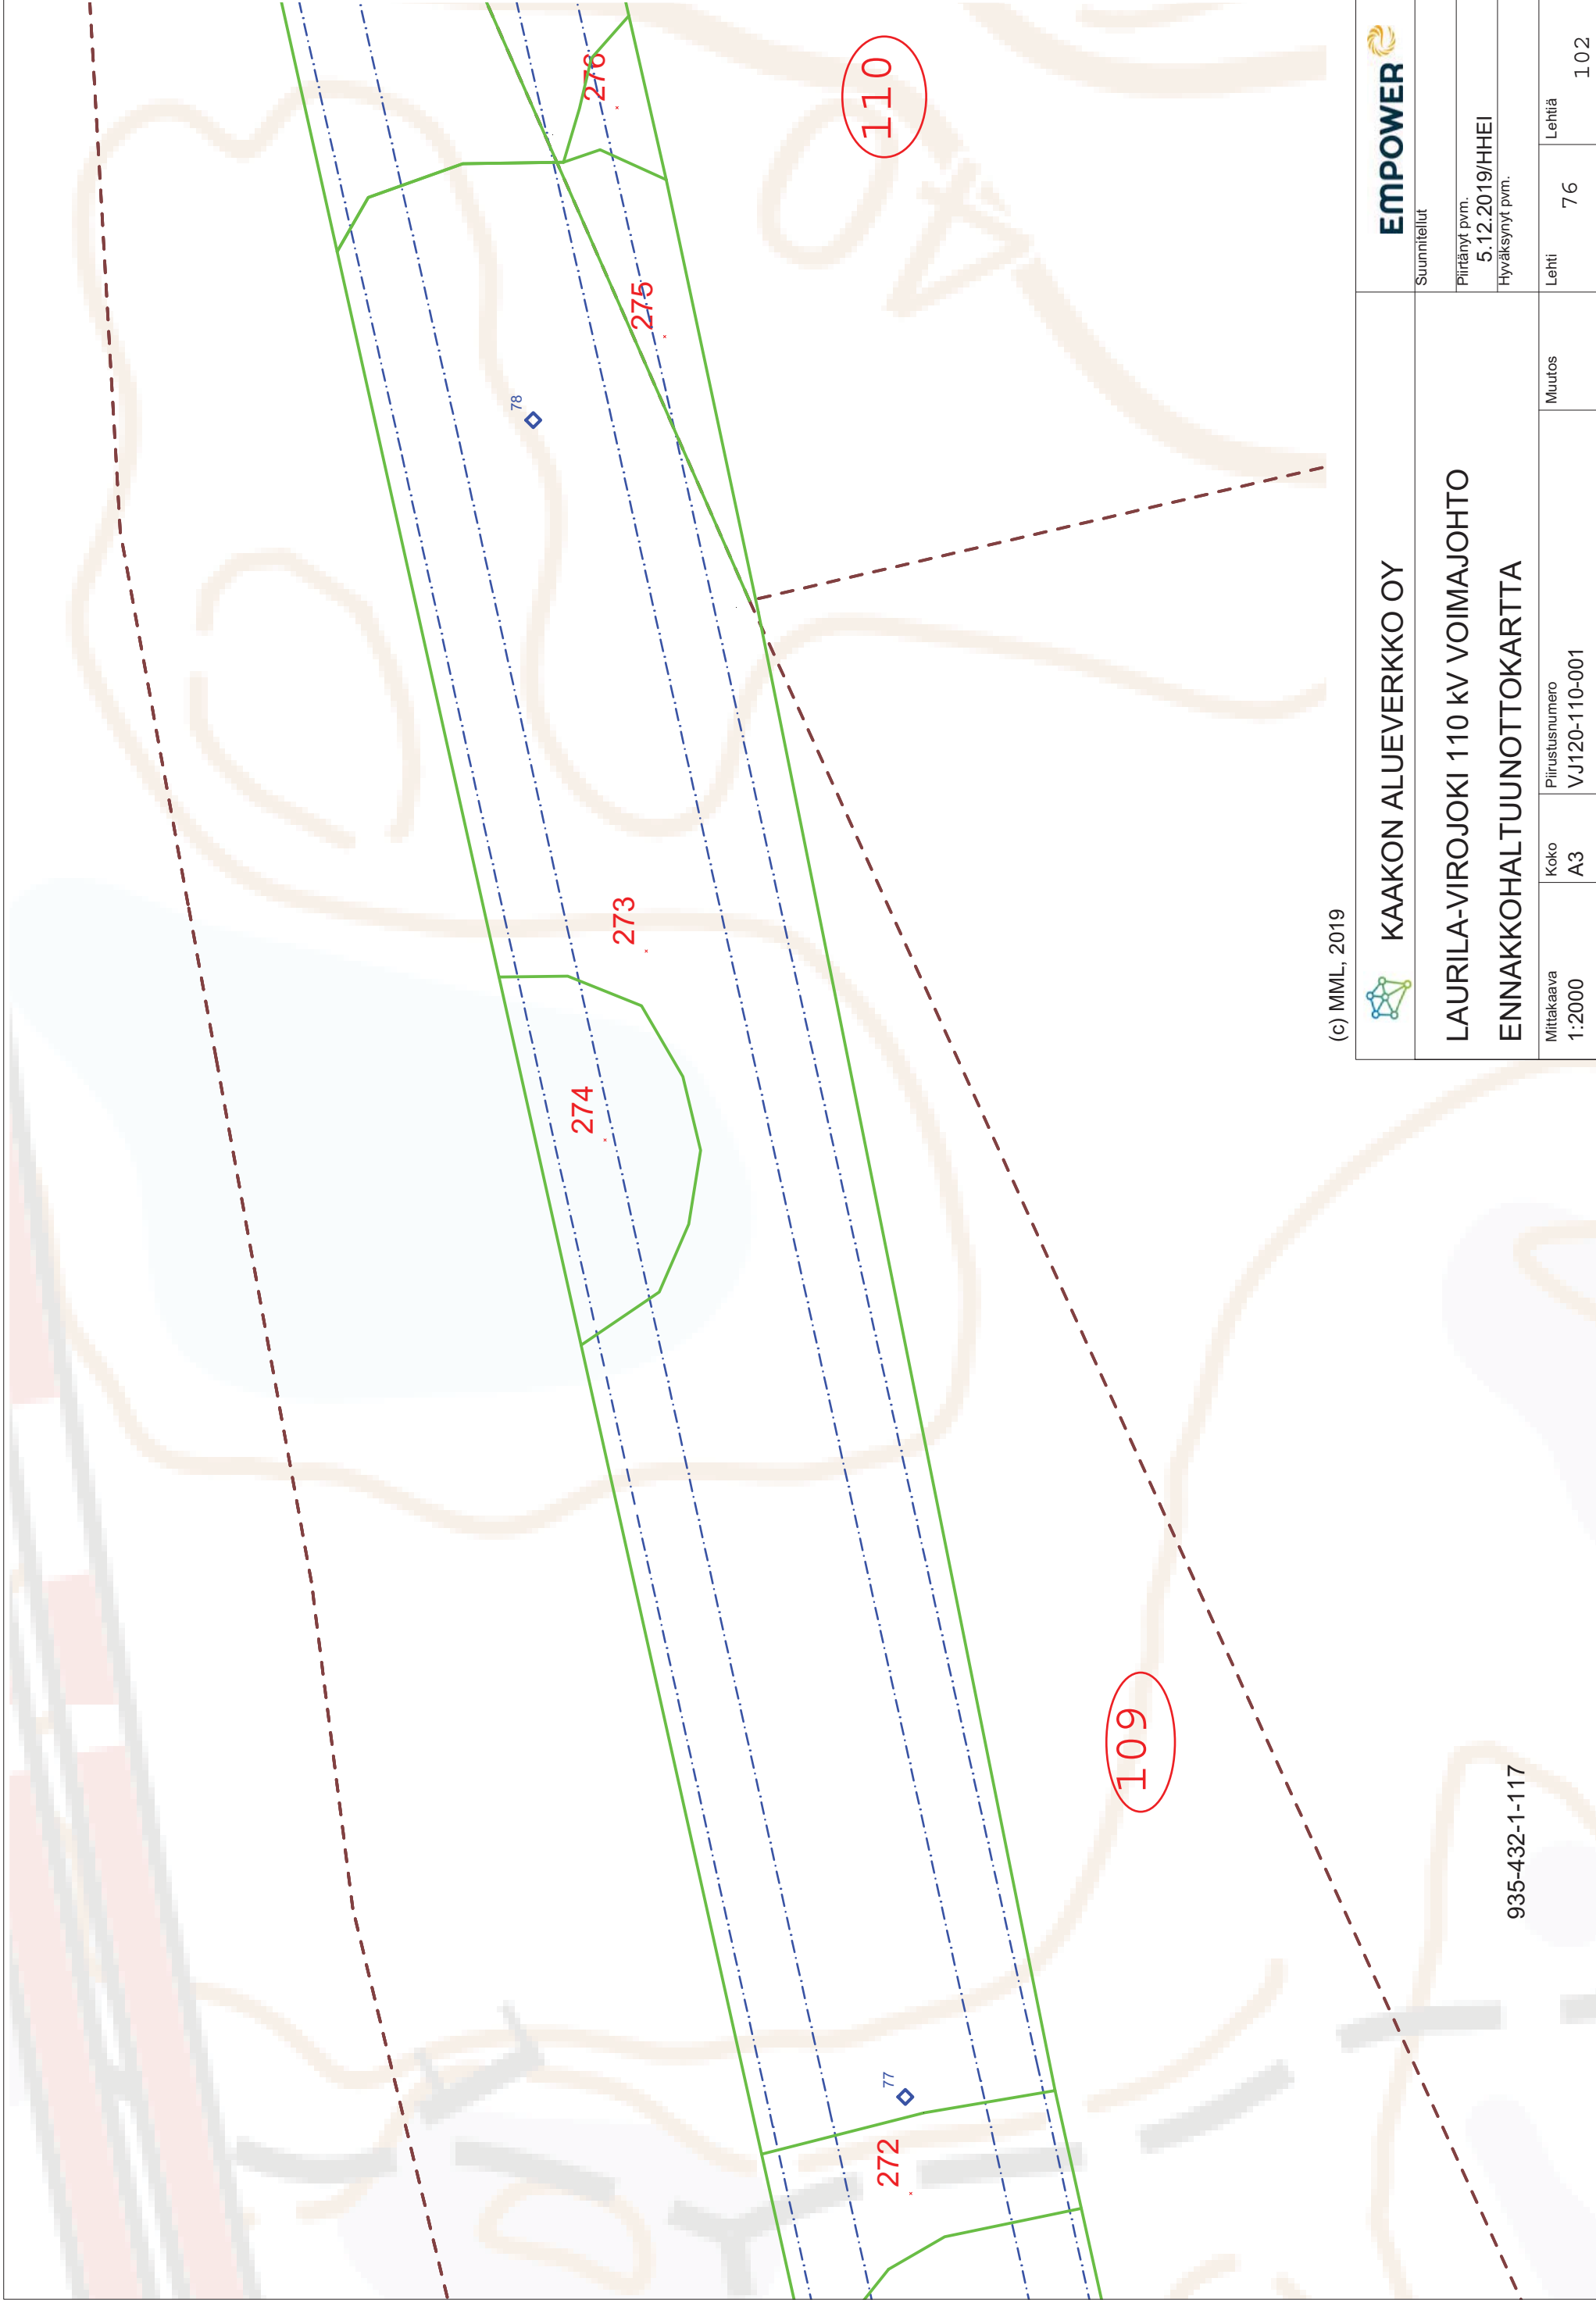 276
110
275
78
273
274
109
935-432-1-117
77
272
(c) MML, 2019
KAAKON ALUEVERKKO OY
EMPOWER
LAURILA-VIROJOKI 110 kV VOIMAJOHTO
ENNAKKOHALTUUNOTTOKARTTA
Suunnitellut
Piirtänyt pvm.
5.12.2019/HHEI
Hyväksynyt pvm.
Mittakaava
1:2000
Koko
A3
Piirustusnumero
VJ120-110-001
Muutos
Lehti
76
Lehtiä
102